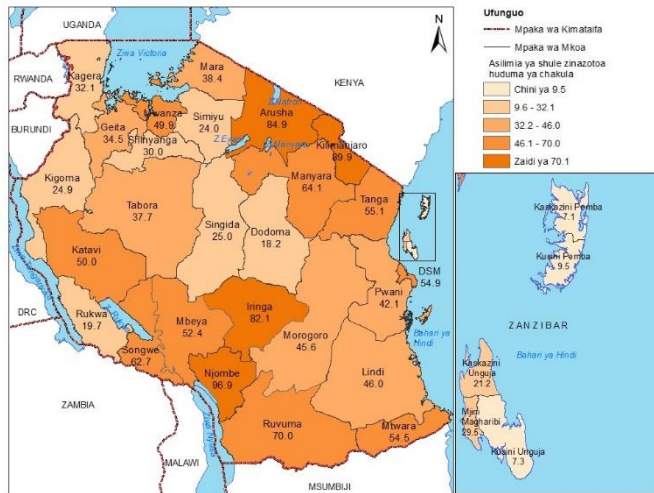 UGANDA
Ziwa Victoria
RWANDA
Kagera
32.1
Mara
38.4
KENYA
BURUNDI
Mwanza
49.9
Simiyu
24.0
Z.Natron
Arusha
84.9
Geita
34.5
Shinyanga
30.0
Z.Eyasi
Z.Manyara
Kilimanjaro
89.9
Kigoma
24.9
Tabora
37.7
Manyara
64.1
Tanga
55.1
Singida
25.0
Dodoma
18.2
Katavi
50.0
DSM
54.9
Ziwa Tanganyika
DRC
Rukwa
19.7
Iringa
82.1
Pwani
42.1
Mbeya
52.4
Morogoro
45.6
Bahari ya
Hindi
Songwe
62.7
Njombe
96.9
Lindi
46.0
ZAMBIA
Ruvuma
70.0
Mtwara
54.5
MALAWI
MSUMBIJI
N
Ufunguo
Mpaka wa Kimataifa
Mpaka wa Mkoa
Asilimia ya shule zinazotoa
huduma ya chakula
Chini ya 9.5
9.6 - 32.1
32.2 - 46.0
46.1 - 70.0
Zaidi ya 70.1
Kaskazini Pemba
7.1
Kusini Pemba
9.5
ZANZIBAR
Bahari ya Hindi
Kaskazini
Unguja
21.2
Mjini
Magharibi
29.5
Kusini Unguja
7.3